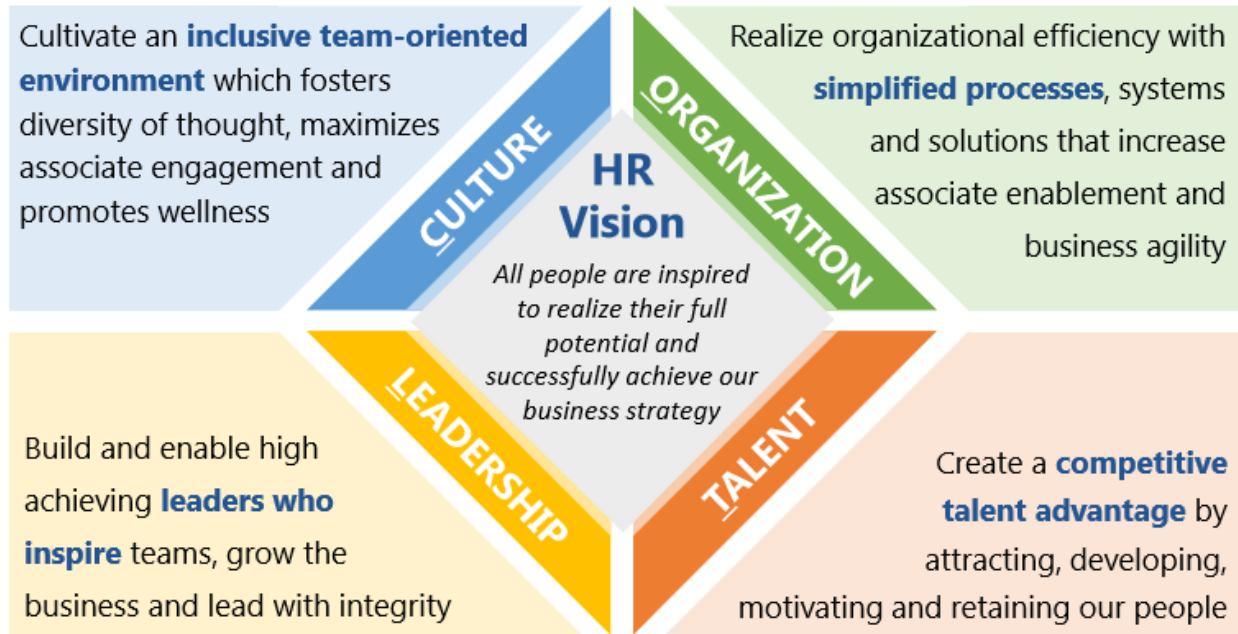 Cultivate an inclusive team-oriented
environment which fosters
diversity of thought, maximizes
associate engagement and
promotes wellness
CULTURE
Realize organizational efficiency with
simplified processes, systems
and solutions that increase
associate enablement and
business agility
ORGANIZATION
HR
Vision
All people are inspired
to realize their full
potential and
successfully achieve our
business strategy
LEADERSHIP
Build and enable high
achieving leaders who
inspire teams, grow the
business and lead with integrity
TALENT
Create a competitive
talent advantage by
attracting, developing,
motivating and retaining our people